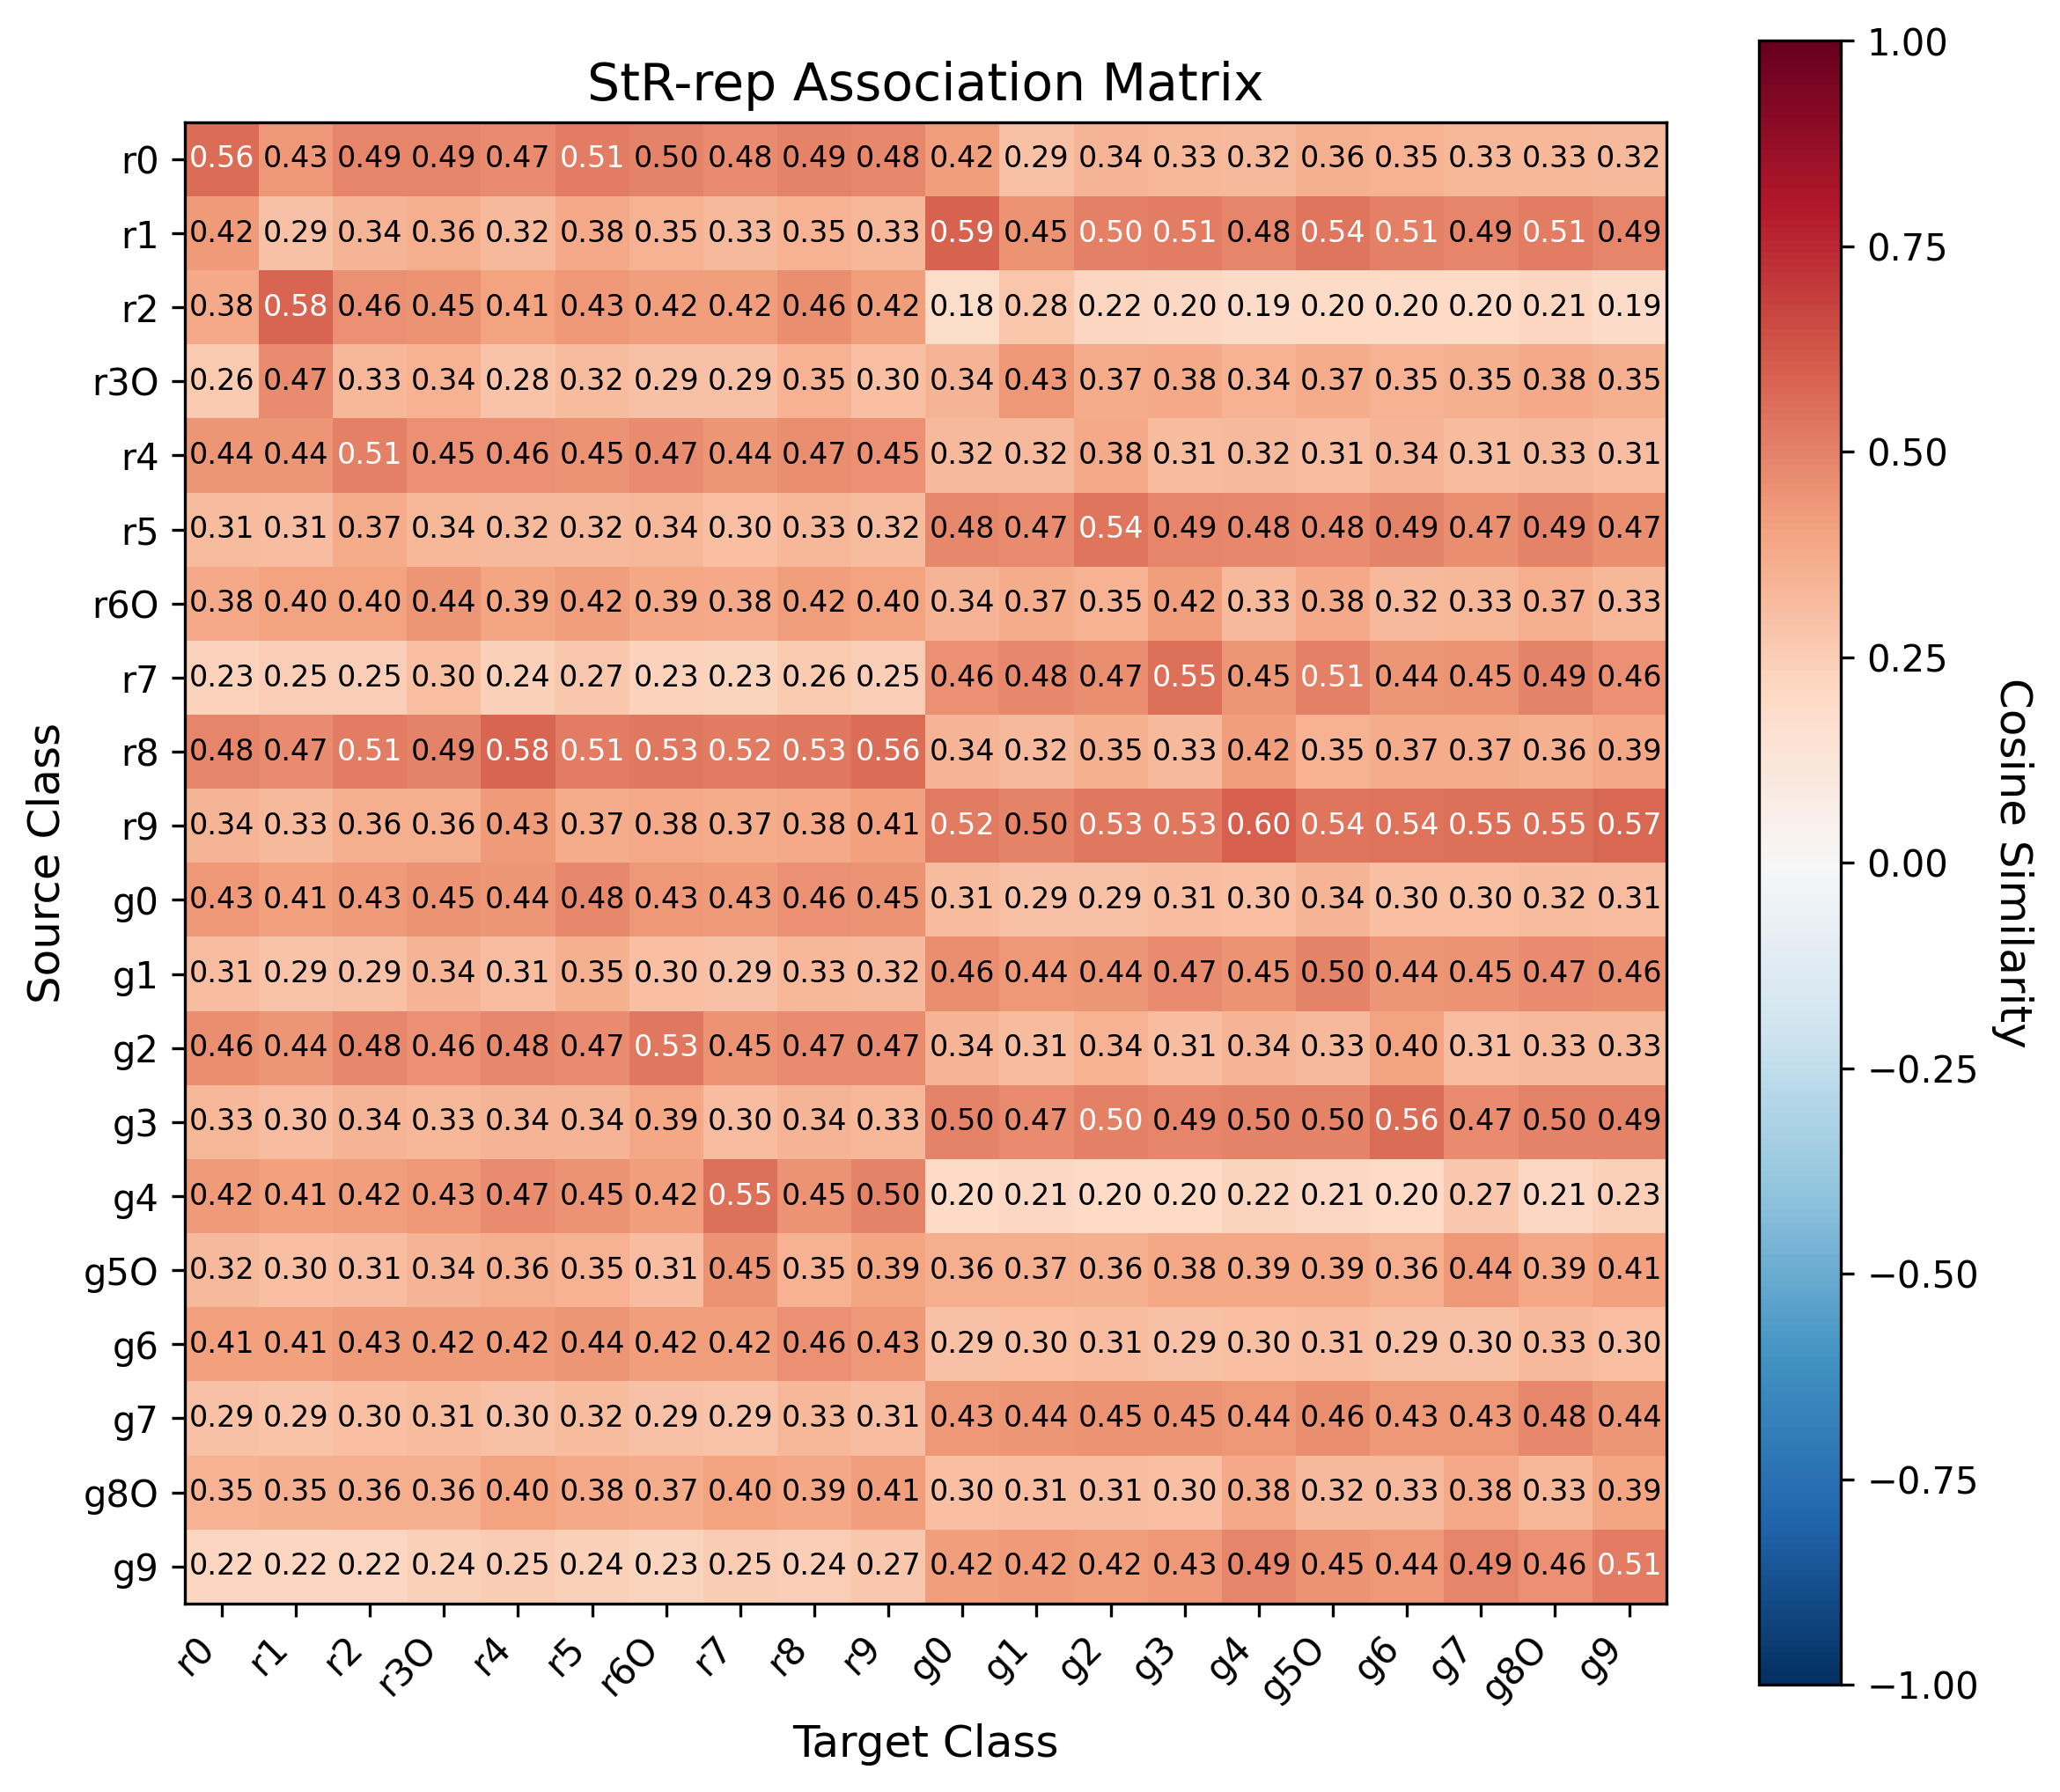 StR-rep Association Matrix
r0 0.56 0.43 0.49 0.49 0.47 0.51 0.50 0.48 0.49 0.48 0.42 0.29 0.34 0.33 0.32 0.36 0.35 0.33 0.33 0.32
r1 0.42 0.29 0.34 0.36 0.32 0.38 0.35 0.33 0.35 0.33 0.59 0.45 0.50 0.51 0.48 0.54 0.51 0.49 0.51 0.49
r2 0.38 0.58 0.46 0.45 0.41 0.43 0.42 0.42 0.46 0.42 0.18 0.28 0.22 0.20 0.19 0.20 0.20 0.20 0.21 0.19
r3O 0.26 0.47 0.33 0.34 0.28 0.32 0.29 0.29 0.35 0.30 0.34 0.43 0.37 0.38 0.34 0.37 0.35 0.35 0.38 0.35
r4 0.44 0.44 0.51 0.45 0.46 0.45 0.47 0.44 0.47 0.45 0.32 0.32 0.38 0.31 0.32 0.31 0.34 0.31 0.33 0.31
r5 0.31 0.31 0.37 0.34 0.32 0.32 0.34 0.30 0.33 0.32 0.48 0.47 0.54 0.49 0.48 0.48 0.49 0.47 0.49 0.47
r6O 0.38 0.40 0.40 0.44 0.39 0.42 0.39 0.38 0.42 0.40 0.34 0.37 0.35 0.42 0.33 0.38 0.32 0.33 0.37 0.33
r7 0.23 0.25 0.25 0.30 0.24 0.27 0.23 0.23 0.26 0.25 0.46 0.48 0.47 0.55 0.45 0.51 0.44 0.45 0.49 0.46
r8 0.48 0.47 0.51 0.49 0.58 0.51 0.53 0.52 0.53 0.56 0.34 0.32 0.35 0.33 0.42 0.35 0.37 0.37 0.36 0.39
r9 0.34 0.33 0.36 0.36 0.43 0.37 0.38 0.37 0.38 0.41 0.52 0.50 0.53 0.53 0.60 0.54 0.54 0.55 0.55 0.57
g0 0.43 0.41 0.43 0.45 0.44 0.48 0.43 0.43 0.46 0.45 0.31 0.29 0.29 0.31 0.30 0.34 0.30 0.30 0.32 0.31
g1 0.31 0.29 0.29 0.34 0.31 0.35 0.30 0.29 0.33 0.32 0.46 0.44 0.44 0.47 0.45 0.50 0.44 0.45 0.47 0.46
g2 0.46 0.44 0.48 0.46 0.48 0.47 0.53 0.45 0.47 0.47 0.34 0.31 0.34 0.31 0.34 0.33 0.40 0.31 0.33 0.33
g3 0.33 0.30 0.34 0.33 0.34 0.34 0.39 0.30 0.34 0.33 0.50 0.47 0.50 0.49 0.50 0.50 0.56 0.47 0.50 0.49
g4 0.42 0.41 0.42 0.43 0.47 0.45 0.42 0.55 0.45 0.50 0.20 0.21 0.20 0.20 0.22 0.21 0.20 0.27 0.21 0.23
g5O 0.32 0.30 0.31 0.34 0.36 0.35 0.31 0.45 0.35 0.39 0.36 0.37 0.36 0.38 0.39 0.39 0.36 0.44 0.39 0.41
g6 0.41 0.41 0.43 0.42 0.42 0.44 0.42 0.42 0.46 0.43 0.29 0.30 0.31 0.29 0.30 0.31 0.29 0.30 0.33 0.30
g7 0.29 0.29 0.30 0.31 0.30 0.32 0.29 0.29 0.33 0.31 0.43 0.44 0.45 0.45 0.44 0.46 0.43 0.43 0.48 0.44
g8O 0.35 0.35 0.36 0.36 0.40 0.38 0.37 0.40 0.39 0.41 0.30 0.31 0.31 0.30 0.38 0.32 0.33 0.38 0.33 0.39
g9 0.22 0.22 0.22 0.24 0.25 0.24 0.23 0.25 0.24 0.27 0.42 0.42 0.42 0.43 0.49 0.45 0.44 0.49 0.46 0.51
r0 r1 r2 r3O r4 r5 r6O r7 r8 r9 g0 g1 g2 g3 g4 g5O g6 g7 g8O g9
Target Class
Source Class
1.00
0.75
0.50
0.25
0.00
−0.25
−0.50
−0.75
−1.00
Cosine Similarity